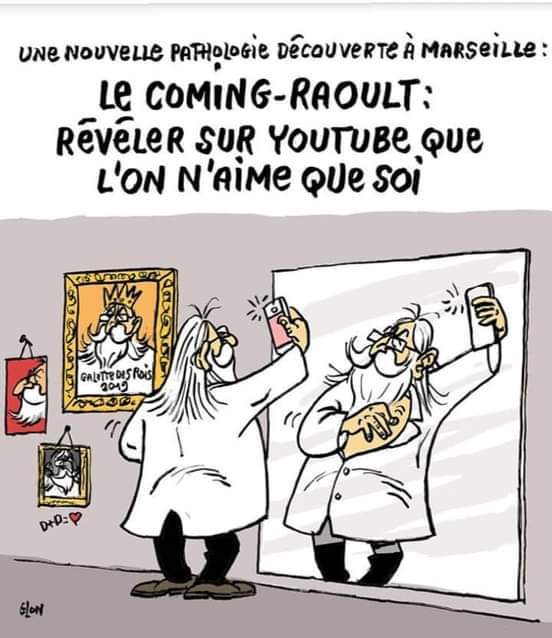 UNE NOUVELLE PATHOLOGIE DÉCOUVERTE À MARSEILLE :
LE COMING-RAOULT :
RÉVÉLER SUR YOUTUBE QUE
L'ON N'AIME QUE SOI
GALETTE DES ROIS
2019
D+D=♥
GLON